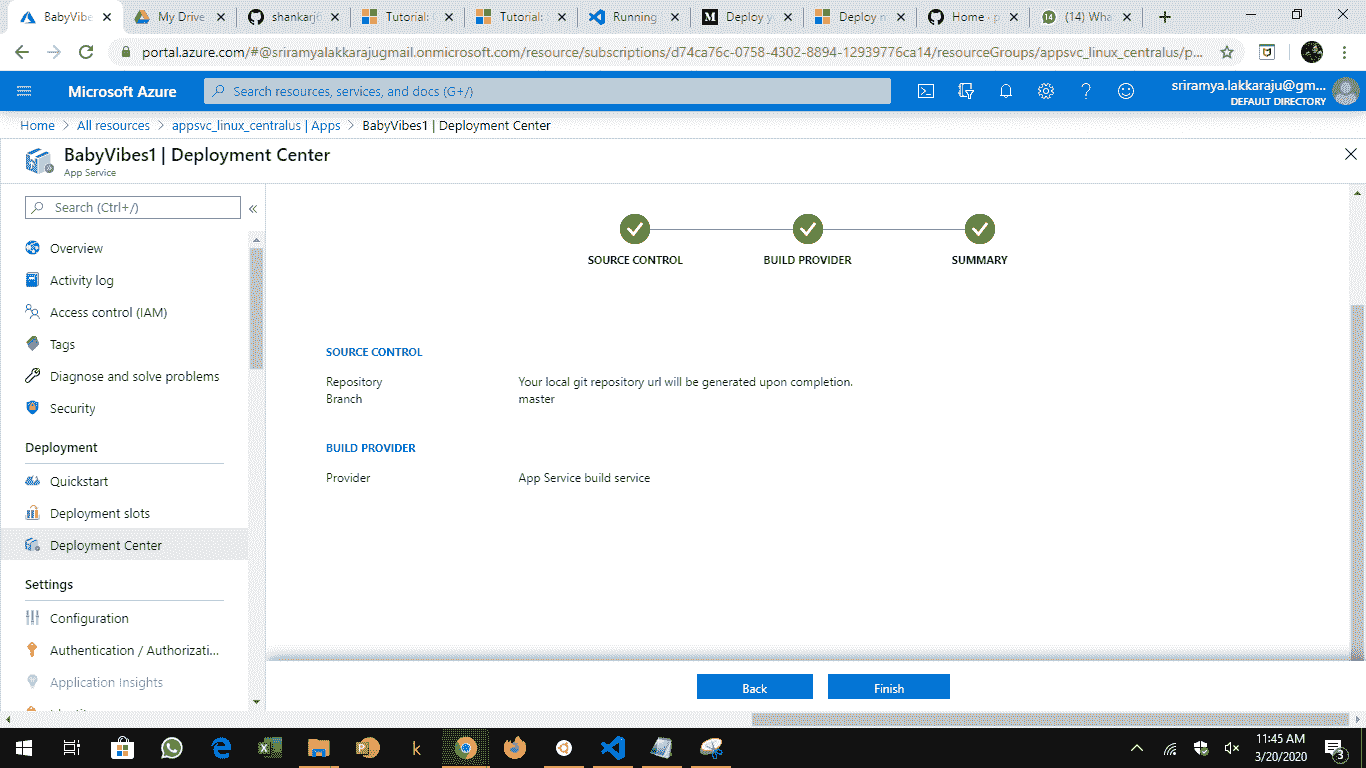 BabyVibe
My Drive
shankarj
Tutorial:
Tutorial:
Running
Deploy y
Deploy n
Home · p
(14) Wha
portal.azure.com/#@sriramyalakkarajugmail.onmicrosoft.com/resource/subscriptions/d74ca76c-0758-4302-8894-12939776ca14/resourceGroups/appsvc_linux_centralus/p...
Microsoft Azure
Search resources, services, and docs (G+/)
sriramya.lakkaraju@gm...
DEFAULT DIRECTORY
Home > All resources > appsvc_linux_centralus | Apps > BabyVibes1 | Deployment Center
BabyVibes1 | Deployment Center
App Service
Search (Ctrl+/)
Overview
Activity log
Access control (IAM)
Tags
Diagnose and solve problems
Security
Deployment
Quickstart
Deployment slots
Deployment Center
Settings
Configuration
Authentication / Authorizati...
Application Insights
SOURCE CONTROL
BUILD PROVIDER
SUMMARY
SOURCE CONTROL
Repository Your local git repository url will be generated upon completion.
Branch master
BUILD PROVIDER
Provider App Service build service
Back
Finish
11:45 AM
3/20/2020
3